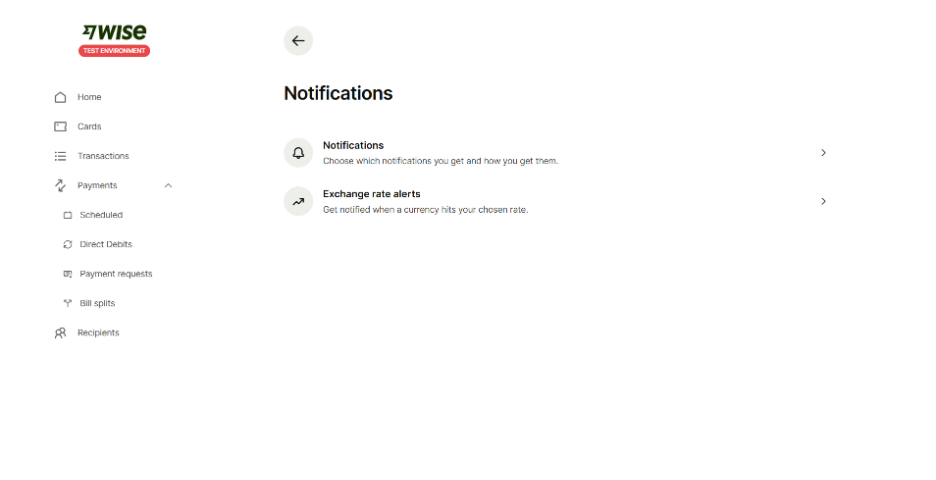 WISE
TEST ENVIRONMENT
Home
Cards
Transactions
Payments
Scheduled
Direct Debits
Payment requests
Bill splits
Recipients
Notifications
Notifications
Choose which notifications you get and how you get them.
Exchange rate alerts
Get notified when a currency hits your chosen rate.